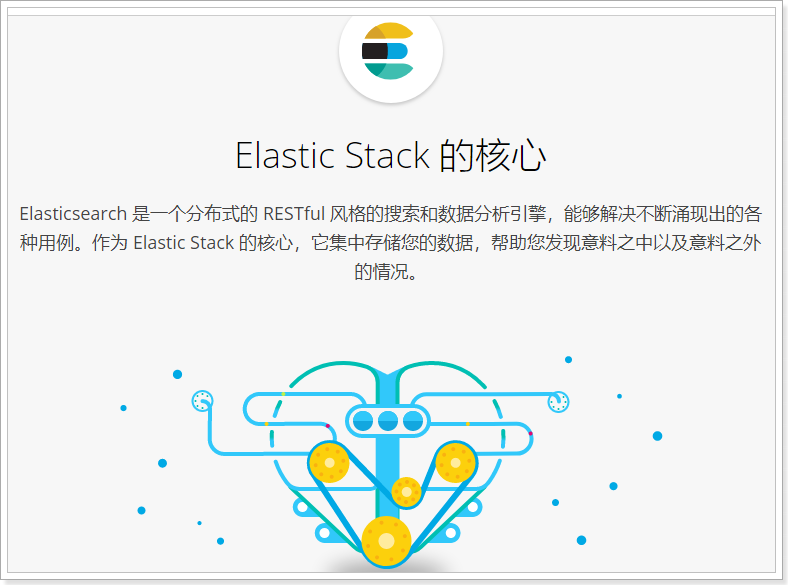 Elastic Stack 的核心
Elasticsearch 是一个分布式的 RESTful 风格的搜索和数据分析引擎，能够解决不断涌现出的各
种用例。作为 Elastic Stack 的核心，它集中存储您的数据，帮助您发现意料之中以及意料之外
的情况。